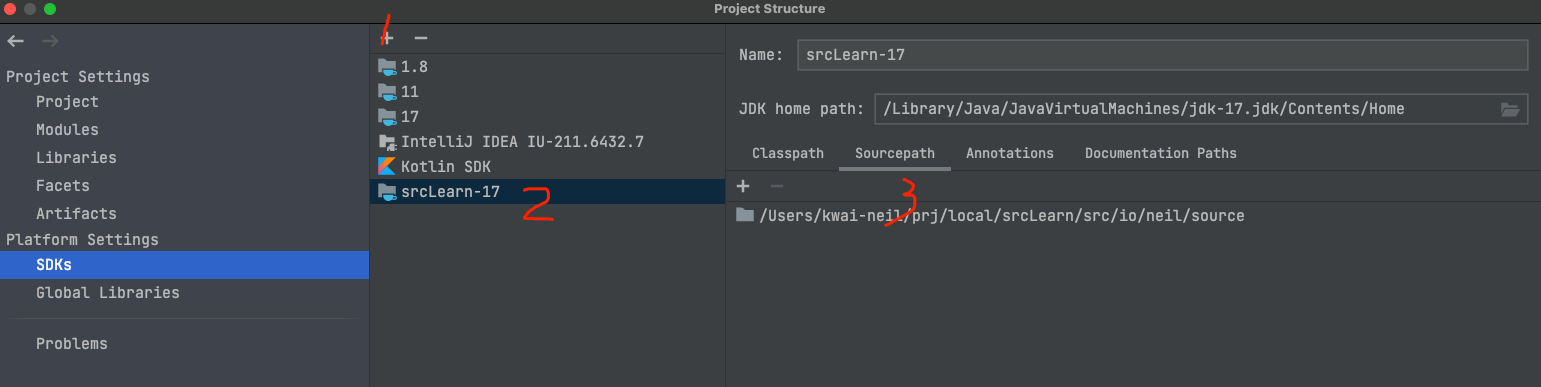 Project Structure
Project Settings
Project
Modules
Libraries
Facets
Artifacts
Platform Settings
SDKs
Global Libraries
Problems
1
1.8
11
17
IntelliJ IDEA IU-211.6432.7
Kotlin SDK
srcLearn-17
2
Name: srcLearn-17
JDK home path: /Library/Java/JavaVirtualMachines/jdk-17.jdk/Contents/Home
Classpath Sourcepath Annotations Documentation Paths
3
/Users/kwai-neil/prj/local/srcLearn/src/io/neil/source